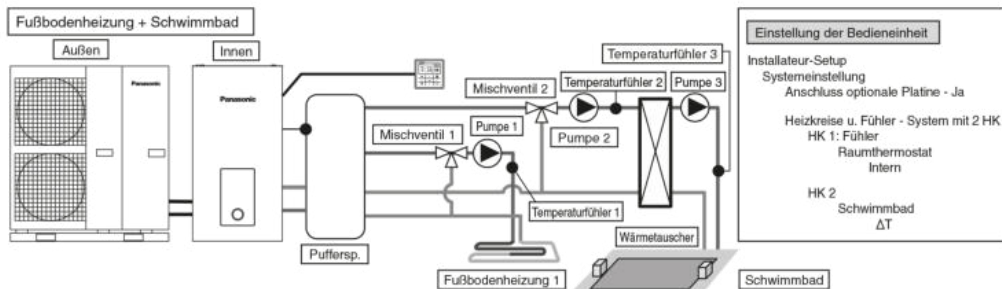 Fußbodenheizung + Schwimmbad
Außen
Innen
Panasonic
Panasonic
Puffersp.
Mischventil 1
Pumpe 1
Mischventil 2
Temperaturfühler 2
Pumpe 2
Temperaturfühler 3
Pumpe 3
Temperaturfühler 1
Fußbodenheizung 1
Wärmetauscher
Schwimmbad
Einstellung der Bedieneinheit
Installateur-Setup
Systemeinstellung
Anschluss optionale Platine - Ja
Heizkreise u. Fühler - System mit 2 HK
HK 1: Fühler
Raumthermostat
Intern
HK 2
Schwimmbad
ΔT